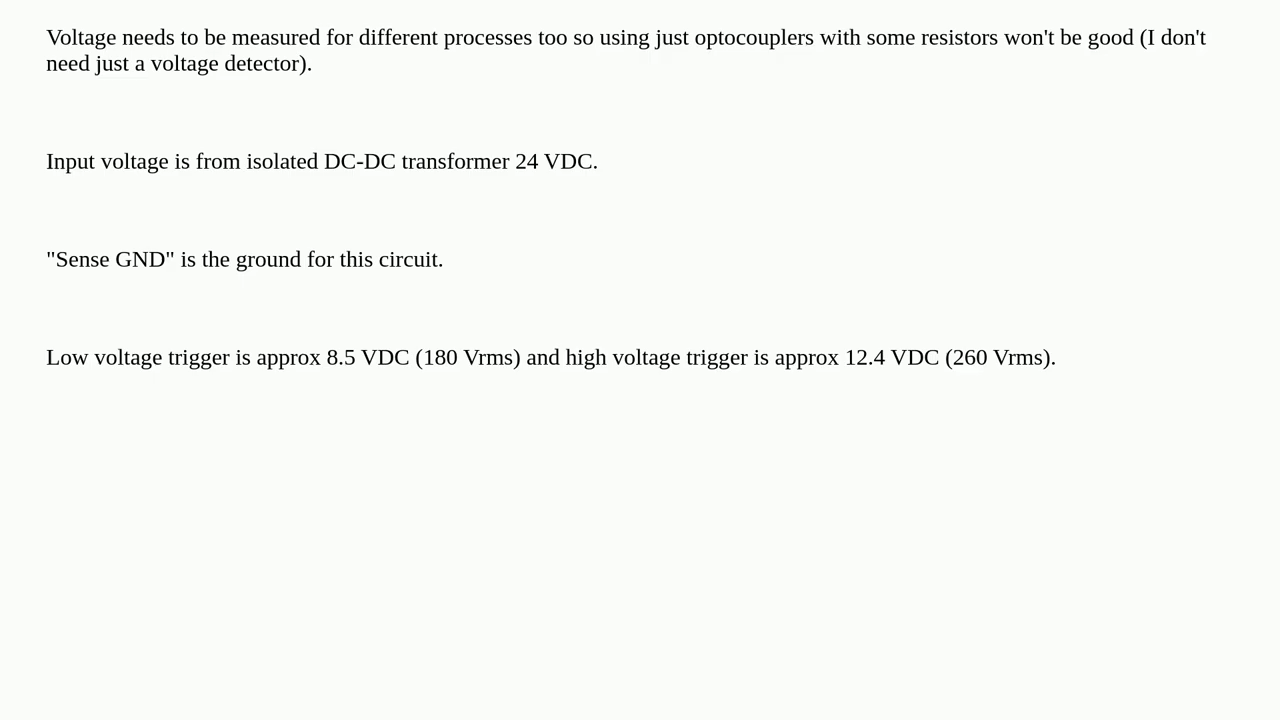 Voltage needs to be measured for different processes too so using just optocouplers with some resistors won't be good (I don't
need just a voltage detector).
Input voltage is from isolated DC-DC transformer 24 VDC.
"Sense GND" is the ground for this circuit.
Low voltage trigger is approx 8.5 VDC (180 Vrms) and high voltage trigger is approx 12.4 VDC (260 Vrms).